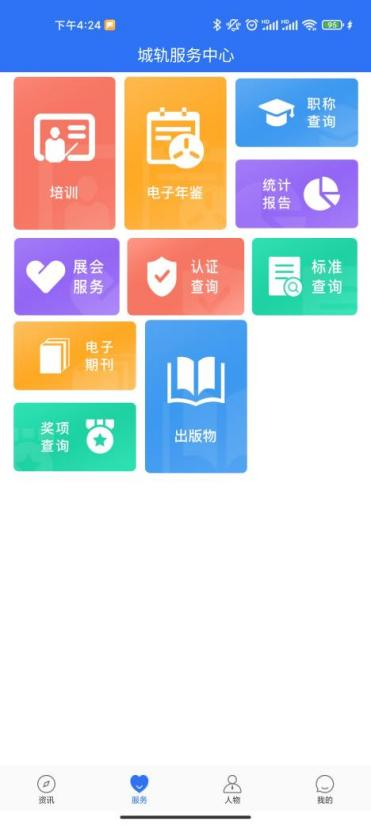 下午4:24
95
城轨服务中心
培训
电子年鉴
职称
查询
统计
报告
展会
服务
认证
查询
标准
查询
电子
期刊
奖项
查询
出版物
资讯
服务
人物
我的